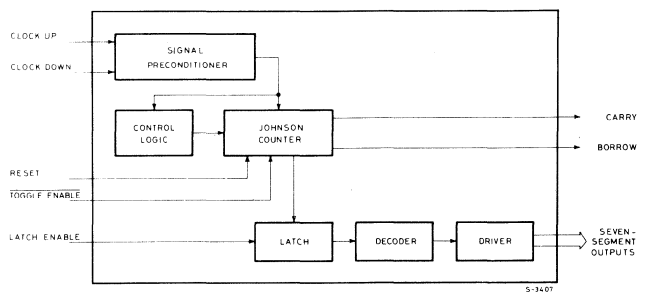 CLOCK UP
CLOCK DOWN
SIGNAL
PRECONDITIONER
CONTROL
LOGIC
JOHNSON
COUNTER
CARRY
BORROW
RESET
TOGGLE ENABLE
LATCH ENABLE
LATCH
DECODER
DRIVER
SEVEN-
SEGMENT
OUTPUTS
S-3407